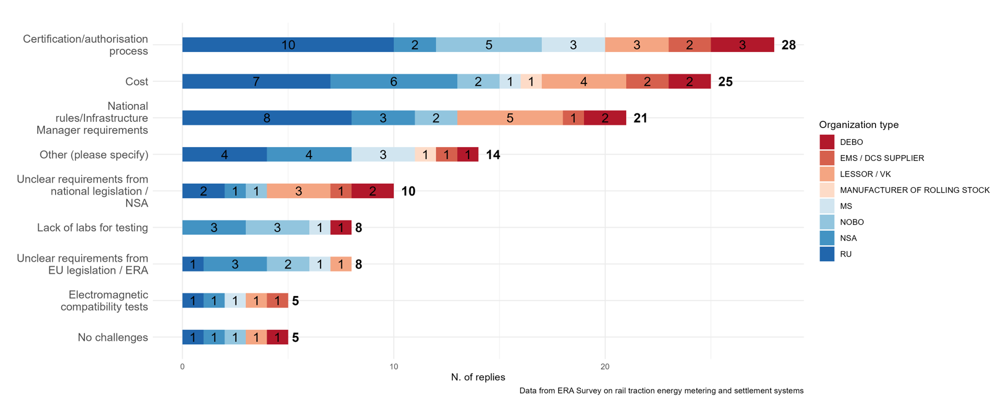 Certification/authorisation
process
10 2 5 3 3 2 3 28
Cost
7 6 2 1 1 4 2 2 25
National
rules/Infrastructure
Manager requirements
8 3 2 5 1 2 21
Other (please specify)
4 4 3 1 1 1 14
Unclear requirements from
national legislation /
NSA
2 1 1 3 1 2 10
Lack of labs for testing
3 3 1 1 8
Unclear requirements from
EU legislation / ERA
1 3 2 1 1 8
Electromagnetic
compatibility tests
1 1 1 1 1 5
No challenges
1 1 1 1 1 5
0 10 20
N. of replies
Data from ERA Survey on rail traction energy metering and settlement systems
Organization type
DEBO
EMS / DCS SUPPLIER
LESSOR / VK
MANUFACTURER OF ROLLING STOCK
MS
NOBO
NSA
RU